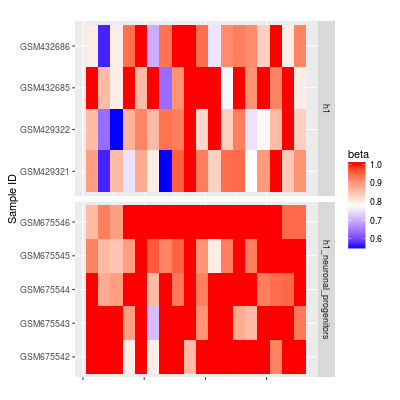 GSM432686
GSM432685
GSM429322
GSM429321
h1
GSM675546
GSM675545
GSM675544
GSM675543
GSM675542
h1_neuronal_progenitors
Sample ID
beta
1.0
0.9
0.8
0.7
0.6